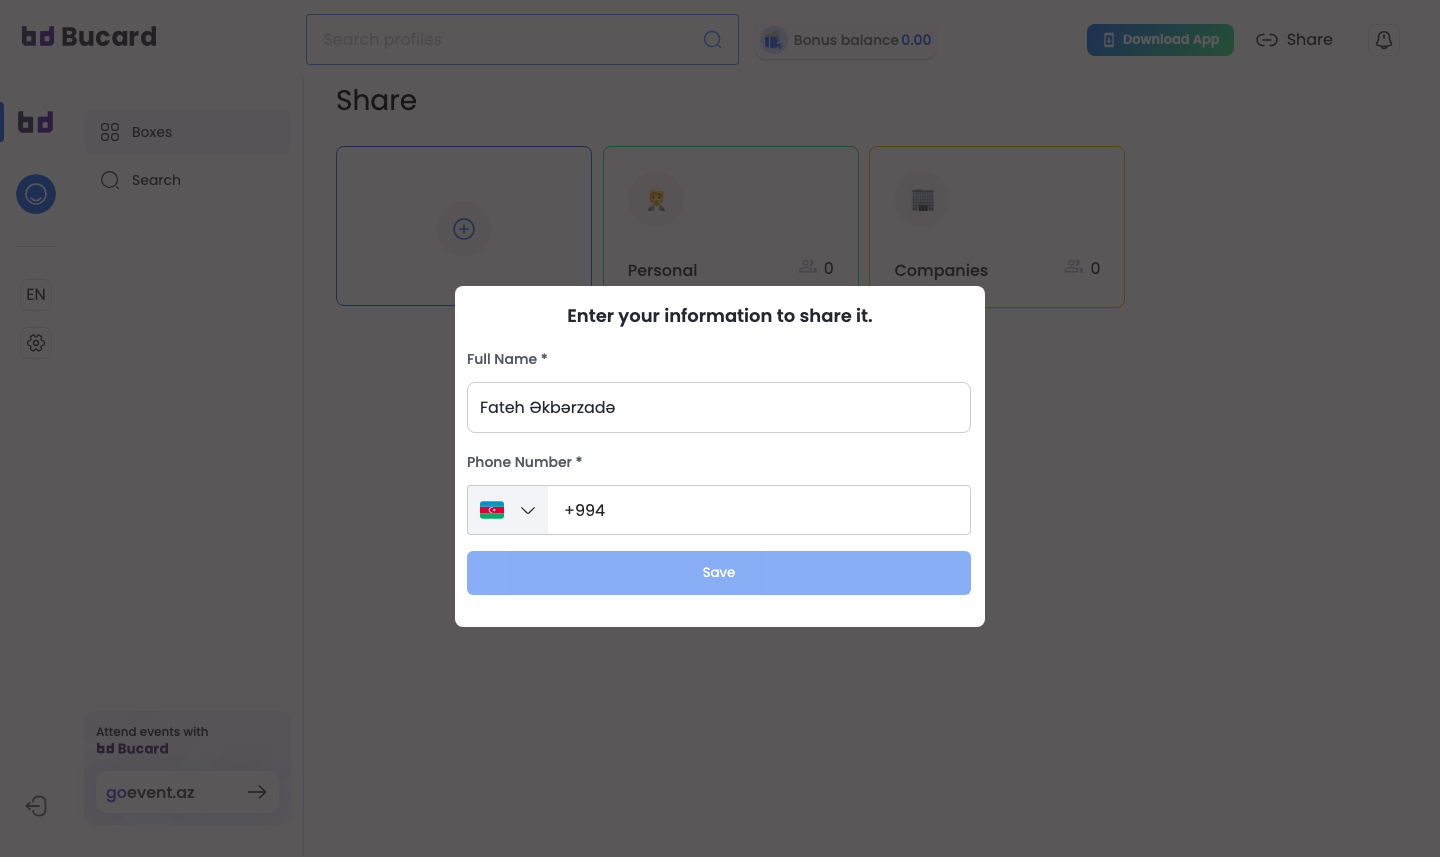 bd Bucard
Search profiles
Bonus balance 0.00
Download App
Share
Share
bd
Boxes
Search
EN
Personal
0
Companies
0
Enter your information to share it.
Full Name *
Fateh Əkbərzadə
Phone Number *
+994
Save
Attend events with
bd Bucard
goevent.az